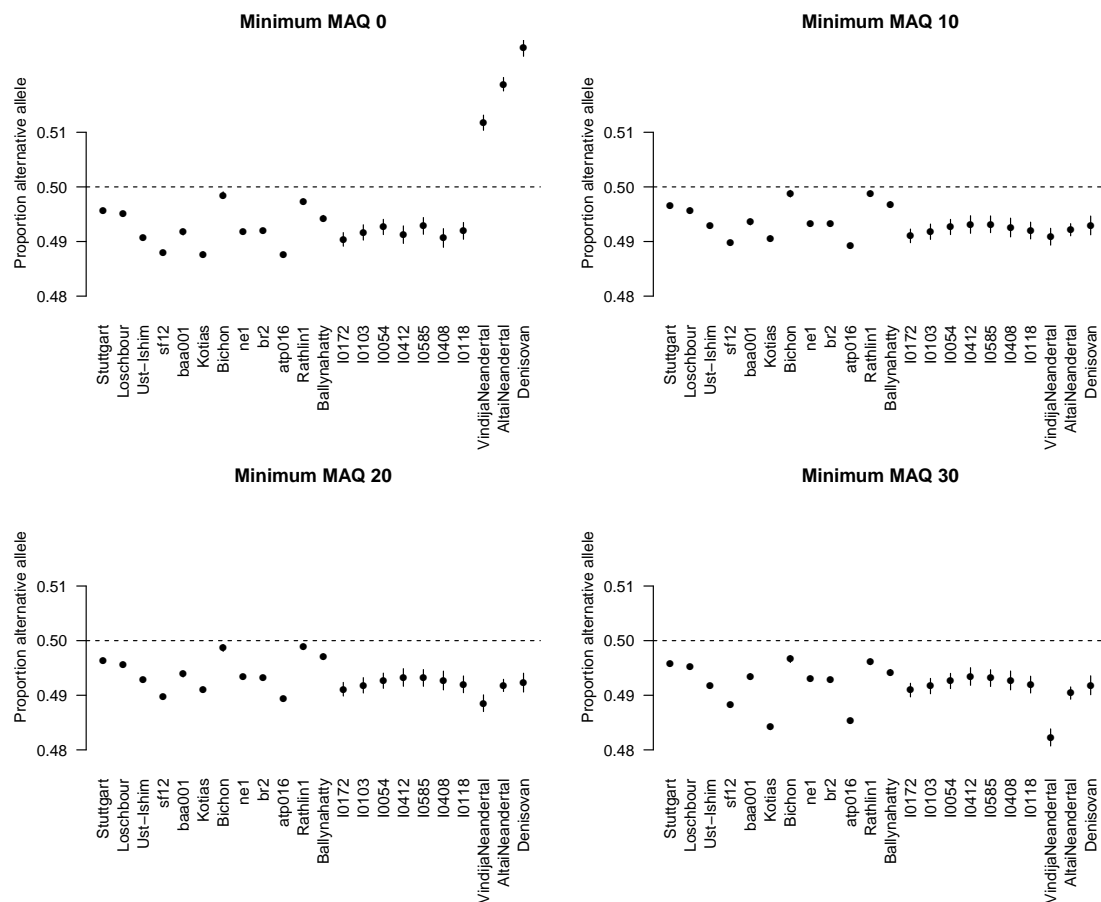 Minimum MAQ 0
Proportion alternative allele
0.51
0.50
0.49
0.48
Stuttgart
Loschbour
Ust−Ishim
sf12
baa001
Kotias
Bichon
ne1
br2
atp016
Rathlin1
Ballynahatty
I0172
I0103
I0054
I0412
I0585
I0408
I0118
VindijaNeandertal
AltaiNeandertal
Denisovan
Minimum MAQ 10
Proportion alternative allele
0.51
0.50
0.49
0.48
Stuttgart
Loschbour
Ust−Ishim
sf12
baa001
Kotias
Bichon
ne1
br2
atp016
Rathlin1
Ballynahatty
I0172
I0103
I0054
I0412
I0585
I0408
I0118
VindijaNeandertal
AltaiNeandertal
Denisovan
Minimum MAQ 20
Proportion alternative allele
0.51
0.50
0.49
0.48
Stuttgart
Loschbour
Ust−Ishim
sf12
baa001
Kotias
Bichon
ne1
br2
atp016
Rathlin1
Ballynahatty
I0172
I0103
I0054
I0412
I0585
I0408
I0118
VindijaNeandertal
AltaiNeandertal
Denisovan
Minimum MAQ 30
Proportion alternative allele
0.51
0.50
0.49
0.48
Stuttgart
Loschbour
Ust−Ishim
sf12
baa001
Kotias
Bichon
ne1
br2
atp016
Rathlin1
Ballynahatty
I0172
I0103
I0054
I0412
I0585
I0408
I0118
VindijaNeandertal
AltaiNeandertal
Denisovan